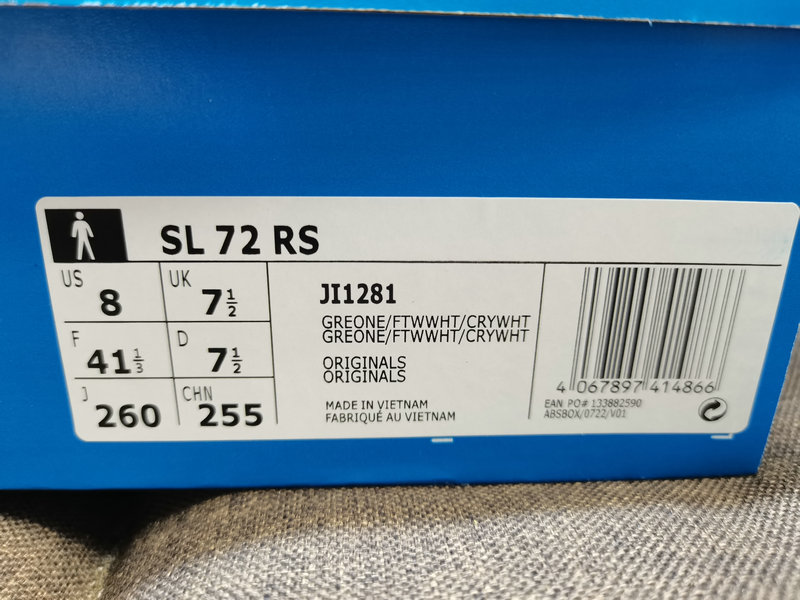 SL 72 RS
US 8 UK 7½
F 41⅓ D 7½
J 260 CHN 255
JI1281
GREONE/FTWWHT/CRYWHT
GREONE/FTWWHT/CRYWHT
ORIGINALS
ORIGINALS
MADE IN VIETNAM
FABRIQUÉ AU VIETNAM
4 067897 414866
EAN PO# 133882590
ABSBOX/0722/V01